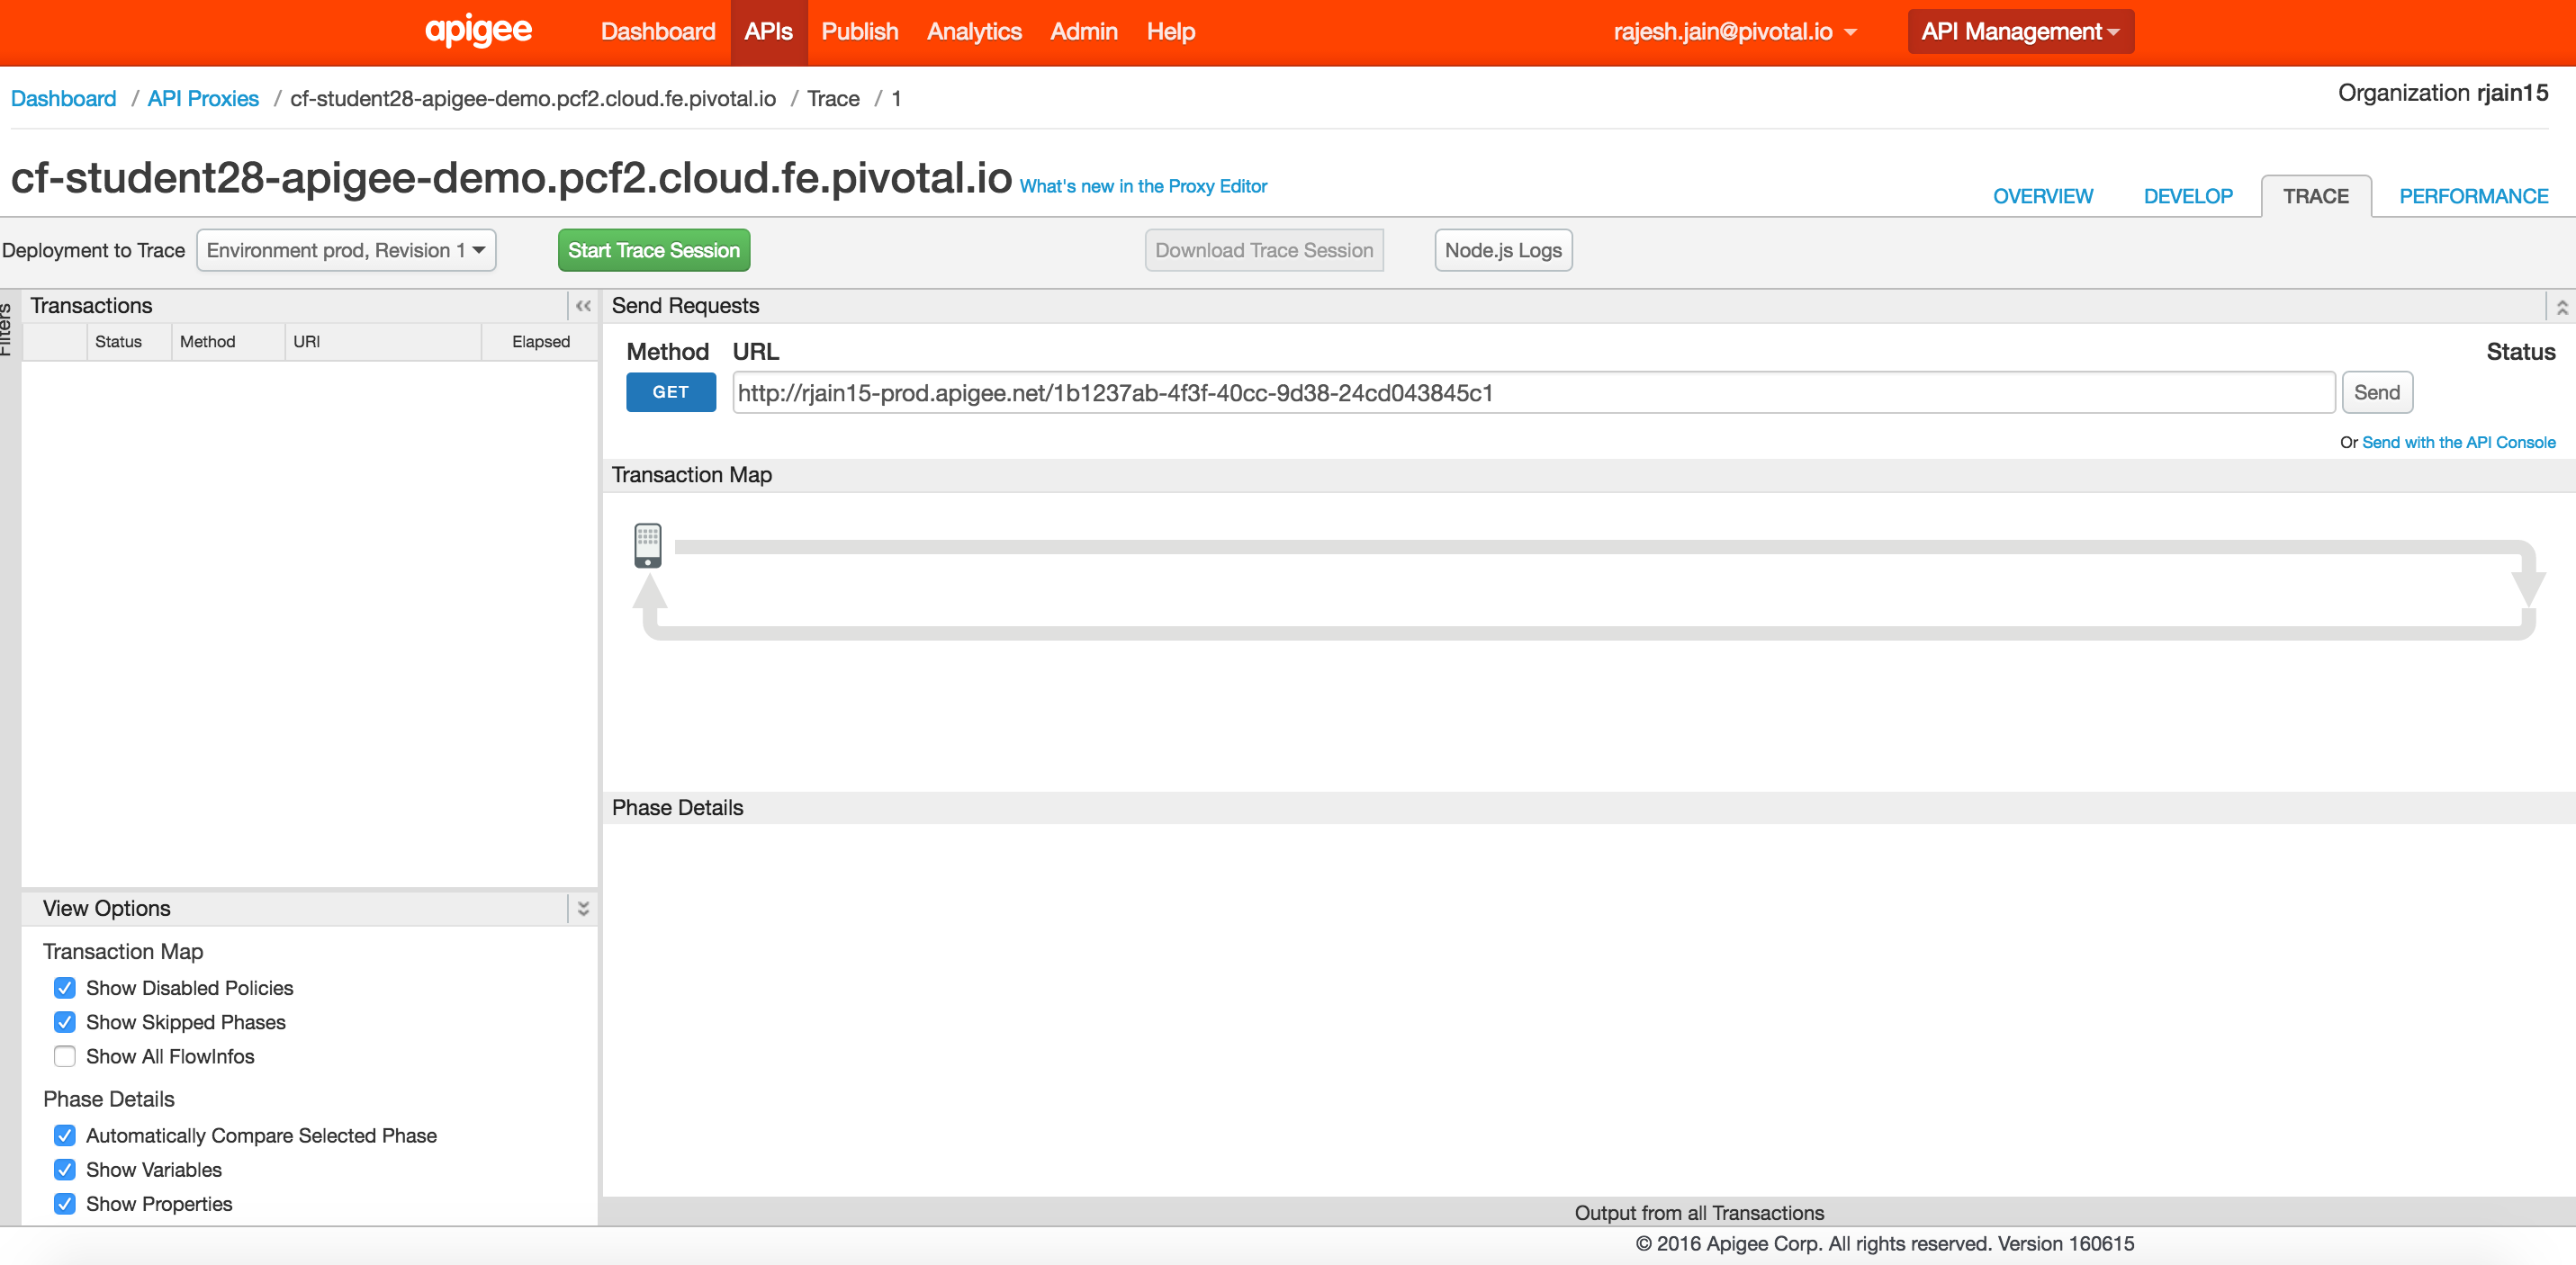 apigee Dashboard APIs Publish Analytics Admin Help rajesh.jain@pivotal.io API Management
Dashboard / API Proxies / cf-student28-apigee-demo.pcf2.cloud.fe.pivotal.io / Trace / 1
Organization rjain15
cf-student28-apigee-demo.pcf2.cloud.fe.pivotal.io What's new in the Proxy Editor
OVERVIEW DEVELOP TRACE PERFORMANCE
Deployment to Trace Environment prod, Revision 1 Start Trace Session Download Trace Session Node.js Logs
Filters
Transactions
Status Method URI Elapsed
Send Requests
Method URL Status
GET http://rjain15-prod.apigee.net/1b1237ab-4f3f-40cc-9d38-24cd043845c1 Send
Or Send with the API Console
Transaction Map
Phase Details
View Options
Transaction Map
Show Disabled Policies
Show Skipped Phases
Show All FlowInfos
Phase Details
Automatically Compare Selected Phase
Show Variables
Show Properties
Output from all Transactions
© 2016 Apigee Corp. All rights reserved. Version 160615